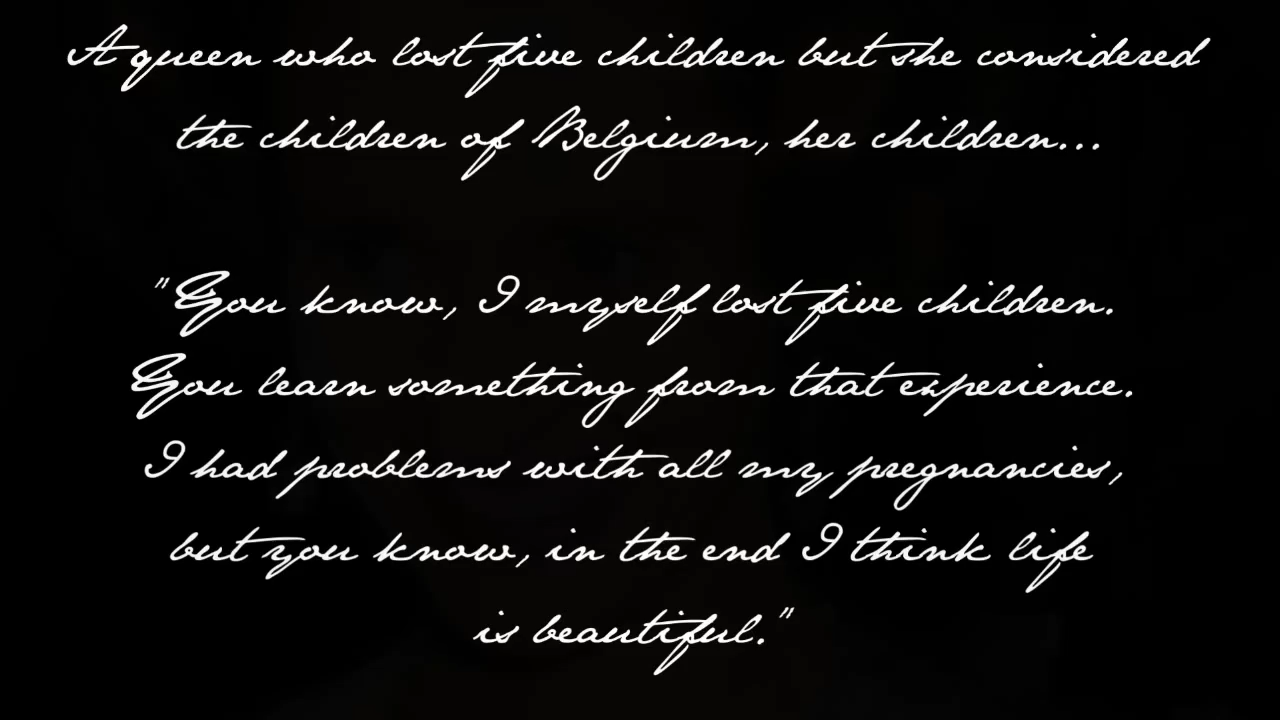 A queen who lost five children but she considered
the children of Belgium, her children...
"You know, I myself lost five children.
You learn something from that experience.
I had problems with all my pregnancies,
but you know, in the end I think life
is beautiful."